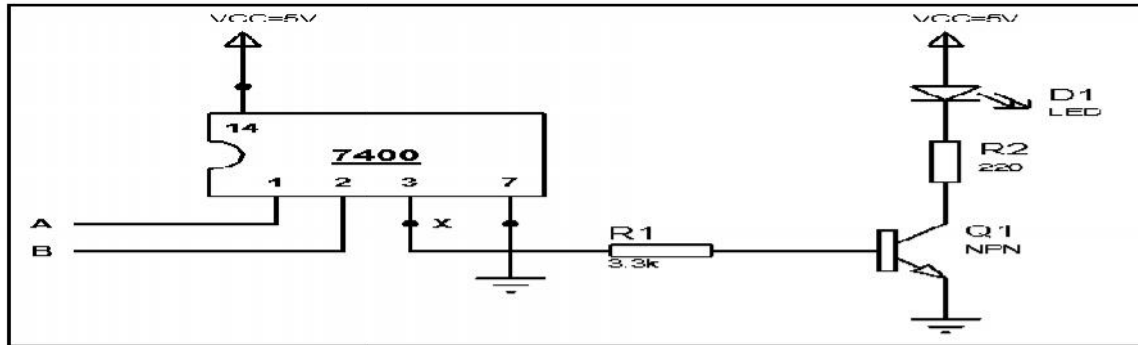 VCC=5V
VCC=5V
14
7400
1 2 3 7
A
B
X
R1
3.3k
D1
LED
R2
220
Q1
NPN